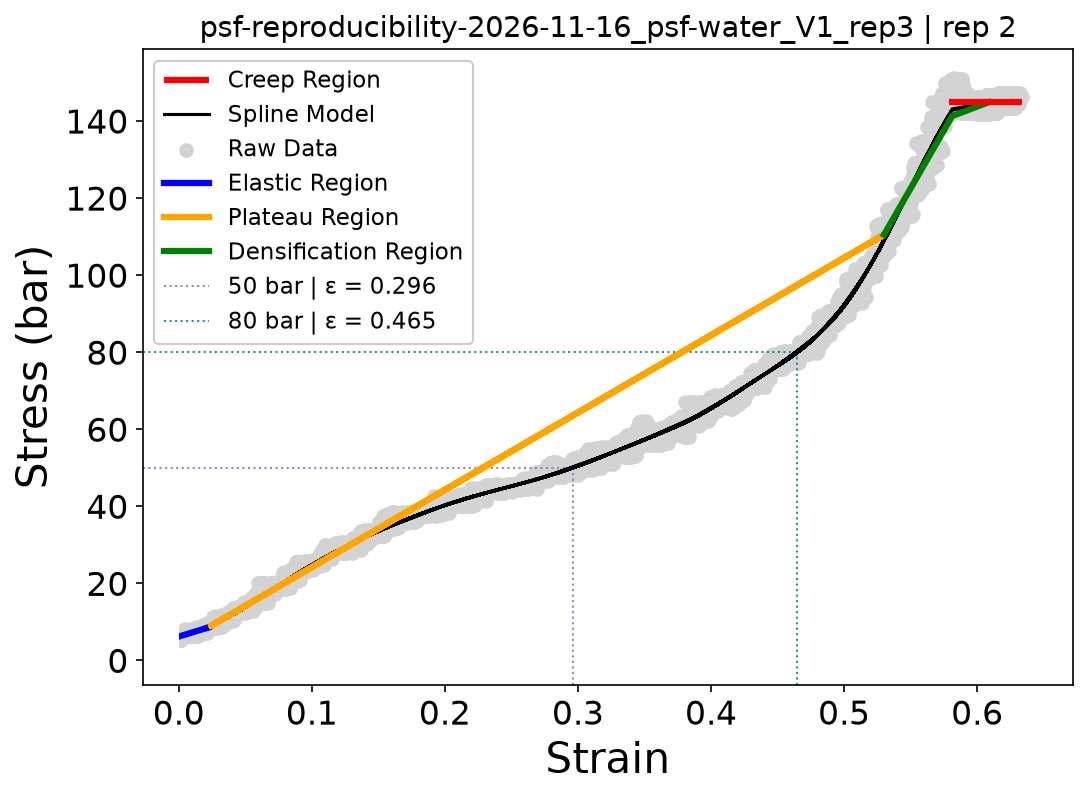 psf-reproducibility-2026-11-16_psf-water_V1_rep3 | rep 2
Creep Region
Spline Model
Raw Data
Elastic Region
Plateau Region
Densification Region
50 bar | ε = 0.296
80 bar | ε = 0.465
Stress (bar)
140
120
100
80
60
40
20
0
0.0 0.1 0.2 0.3 0.4 0.5 0.6
Strain